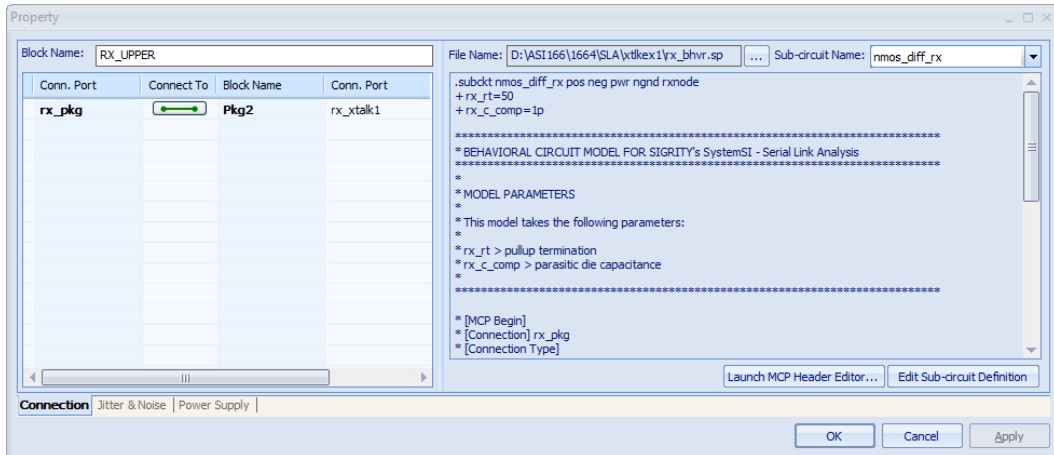 Property
Block Name: RX_UPPER
Conn. Port Connect To Block Name Conn. Port
rx_pkg Pkg2 rx_xtalk1
File Name: D:\ASI166\1664\SLA\xtlkex1\rx_bhvr.sp ... Sub-circuit Name: nmos_diff_rx
.subckt nmos_diff_rx pos neg pwr ngnd rxnode
+ rx_rt=50
+ rx_c_comp=1p
***************************************************************************
* BEHAVIORAL CIRCUIT MODEL FOR SIGRITY's SystemSI - Serial Link Analysis
***************************************************************************
*
* MODEL PARAMETERS
*
* This model takes the following parameters:
*
* rx_rt > pullup termination
* rx_c_comp > parasitic die capacitance
*
***************************************************************************
* [MCP Begin]
* [Connection] rx_pkg
* [Connection Type]
Launch MCP Header Editor... Edit Sub-circuit Definition
Connection Jitter & Noise Power Supply
OK Cancel Apply